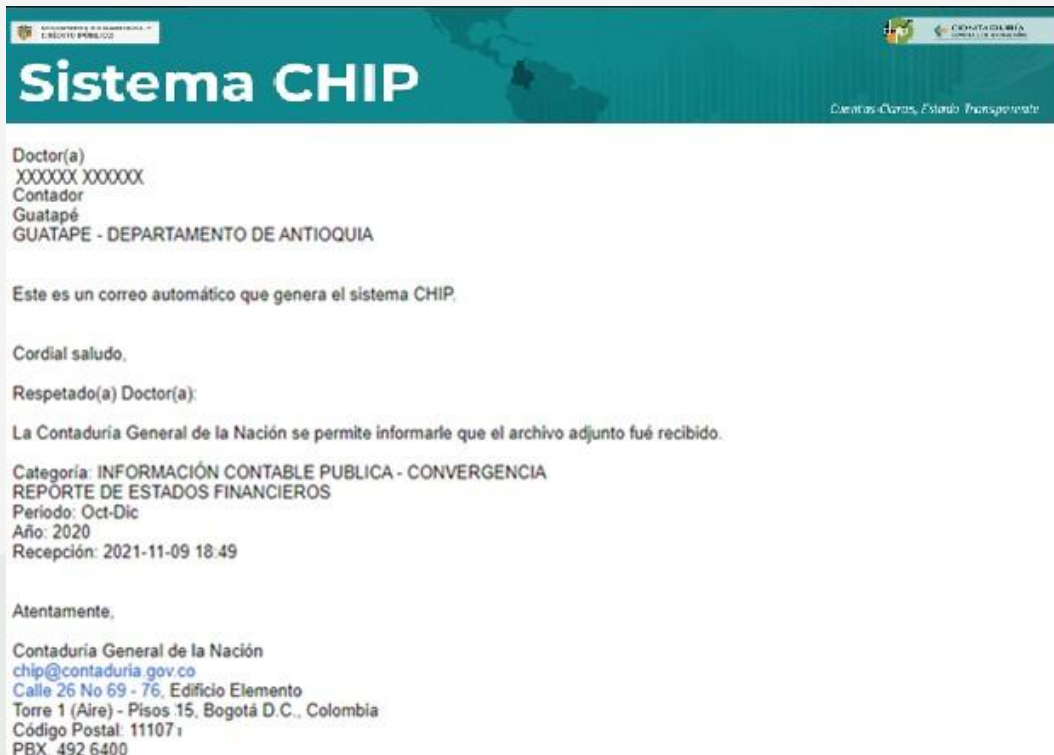 CRÉDITO PÚBLICO
CONTADURÍA
Sistema CHIP
Cuentas Claras, Estado Transparente
Doctor(a)
XXXXXX XXXXXX
Contador
Guatapé
GUATAPE - DEPARTAMENTO DE ANTIOQUIA
Este es un correo automático que genera el sistema CHIP.
Cordial saludo,
Respetado(a) Doctor(a):
La Contaduría General de la Nación se permite informarle que el archivo adjunto fué recibido.
Categoría: INFORMACIÓN CONTABLE PUBLICA - CONVERGENCIA
REPORTE DE ESTADOS FINANCIEROS
Periodo: Oct-Dic
Año: 2020
Recepción: 2021-11-09 18:49
Atentamente,
Contaduría General de la Nación
chip@contaduria.gov.co
Calle 26 No 69 - 76, Edificio Elemento
Torre 1 (Aire) - Pisos 15, Bogotá D.C., Colombia
Código Postal: 111071
PBX. 492 6400